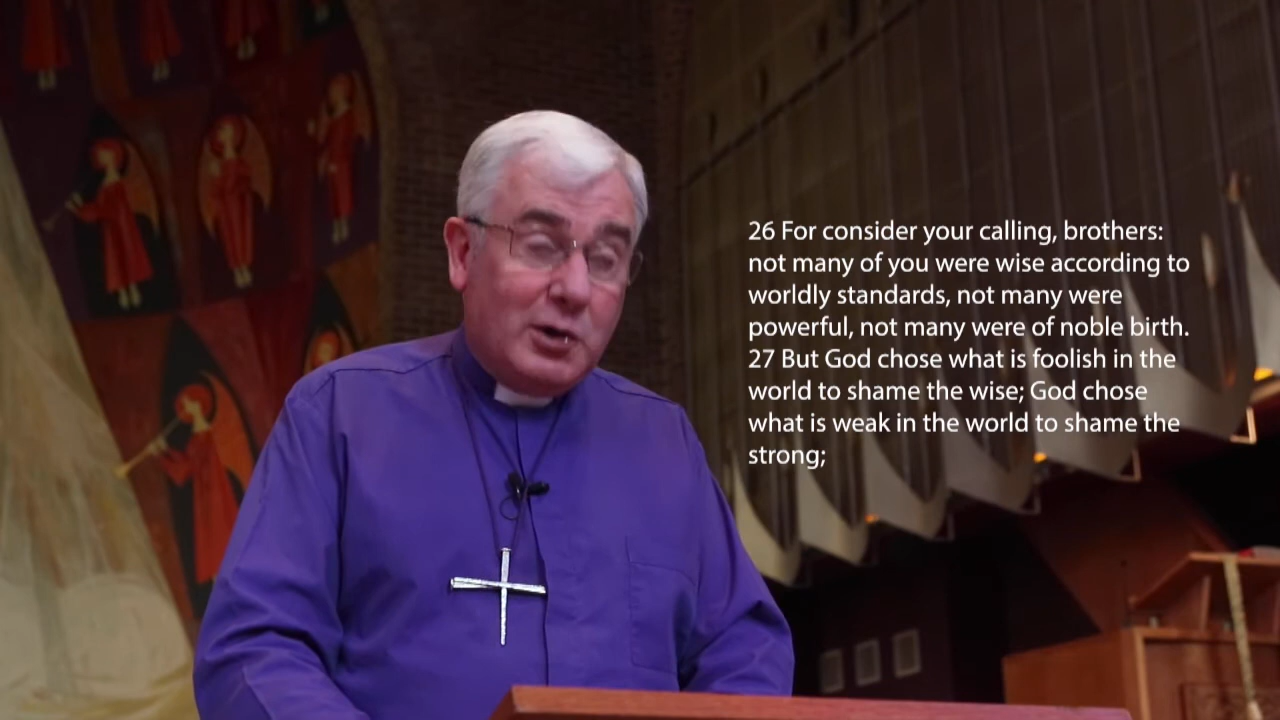 26 For consider your calling, brothers:
not many of you were wise according to
worldly standards, not many were
powerful, not many were of noble birth.
27 But God chose what is foolish in the
world to shame the wise; God chose
what is weak in the world to shame the
strong;